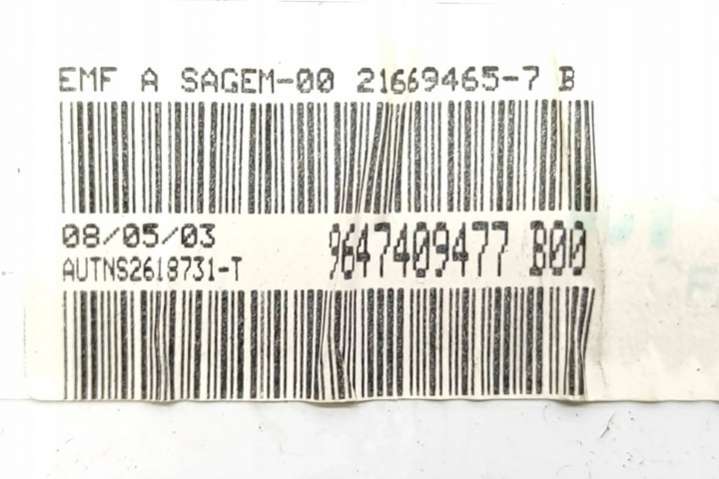 EMF A SAGEM-00 21669465-7 B
08/05/03
AUTNS2618731-T
9647409477 B00